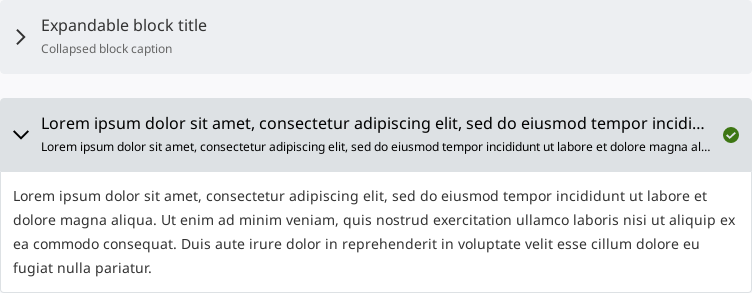 Expandable block title
Collapsed block caption
Lorem ipsum dolor sit amet, consectetur adipiscing elit, sed do eiusmod tempor incidi...
Lorem ipsum dolor sit amet, consectetur adipiscing elit, sed do eiusmod tempor incididunt ut labore et dolore magna al...
Lorem ipsum dolor sit amet, consectetur adipiscing elit, sed do eiusmod tempor incididunt ut labore et
dolore magna aliqua. Ut enim ad minim veniam, quis nostrud exercitation ullamco laboris nisi ut aliquip ex
ea commodo consequat. Duis aute irure dolor in reprehenderit in voluptate velit esse cillum dolore eu
fugiat nulla pariatur.